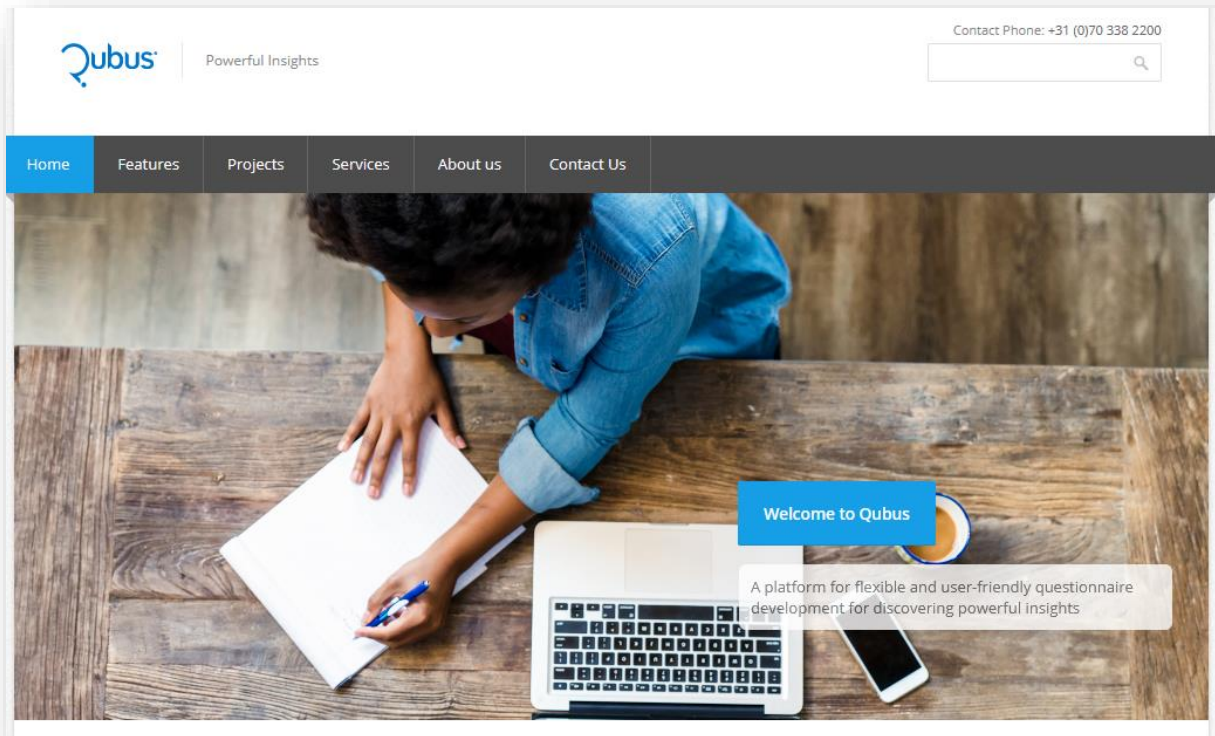 Contact Phone: +31 (0)70 338 2200
Qubus
Powerful Insights
Home Features Projects Services About us Contact Us
Welcome to Qubus
A platform for flexible and user-friendly questionnaire
development for discovering powerful insights